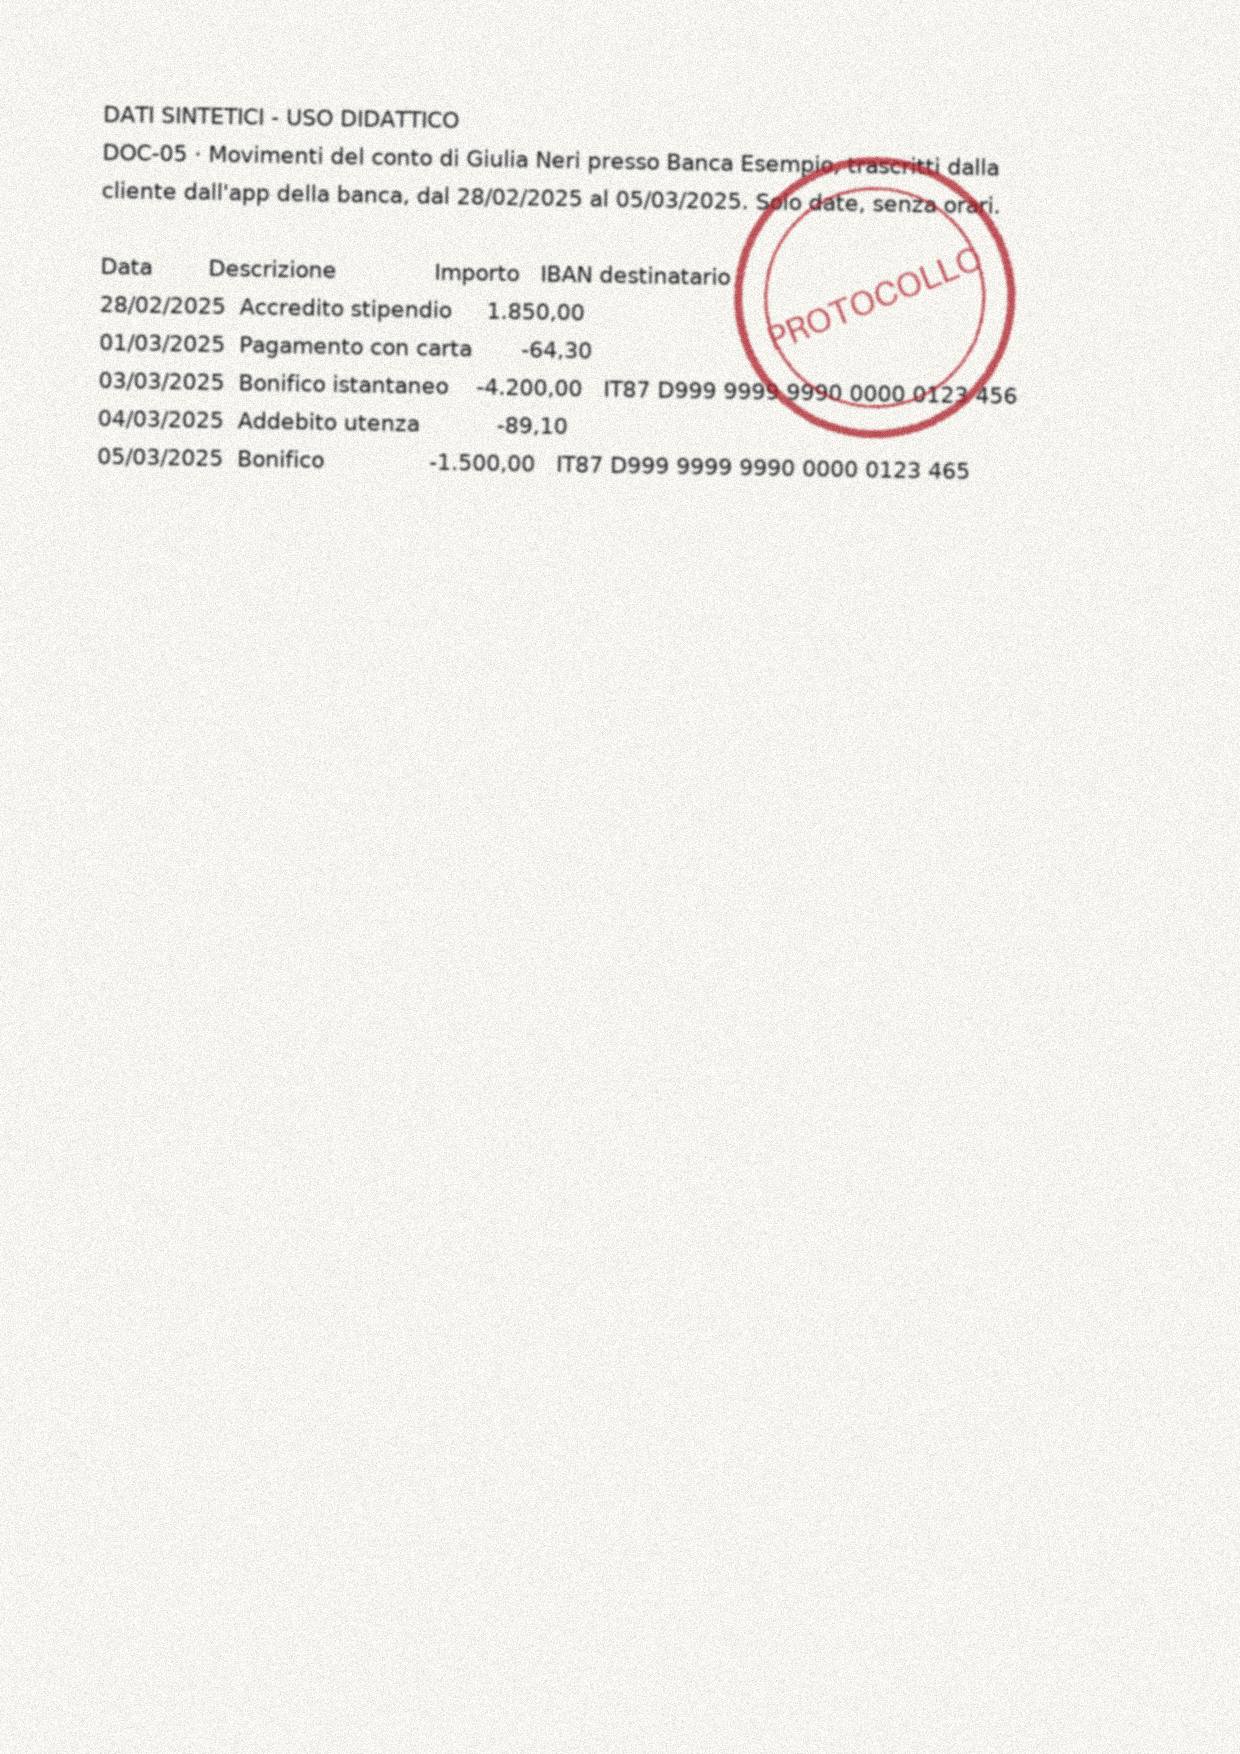 DATI SINTETICI - USO DIDATTICO
DOC-05 · Movimenti del conto di Giulia Neri presso Banca Esempio, trascritti dalla
cliente dall'app della banca, dal 28/02/2025 al 05/03/2025. Solo date, senza orari.
Data Descrizione Importo IBAN destinatario
28/02/2025 Accredito stipendio 1.850,00
01/03/2025 Pagamento con carta -64,30
03/03/2025 Bonifico istantaneo -4.200,00 IT87 D999 9999 9990 0000 0123 456
04/03/2025 Addebito utenza -89,10
05/03/2025 Bonifico -1.500,00 IT87 D999 9999 9990 0000 0123 465
PROTOCOLLO